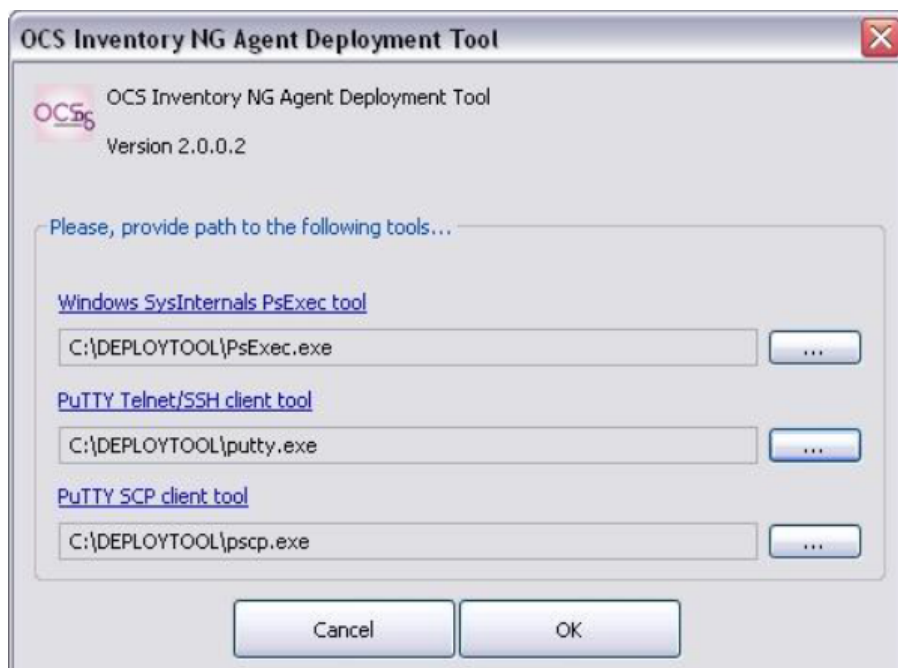 OCS Inventory NG Agent Deployment Tool
OCS Inventory NG Agent Deployment Tool
OCSNG
Version 2.0.0.2
Please, provide path to the following tools...
Windows SysInternals PsExec tool
C:\DEPLOYTOOL\PsExec.exe
...
PuTTY Telnet/SSH client tool
C:\DEPLOYTOOL\putty.exe
...
PuTTY SCP client tool
C:\DEPLOYTOOL\pscp.exe
...
Cancel
OK